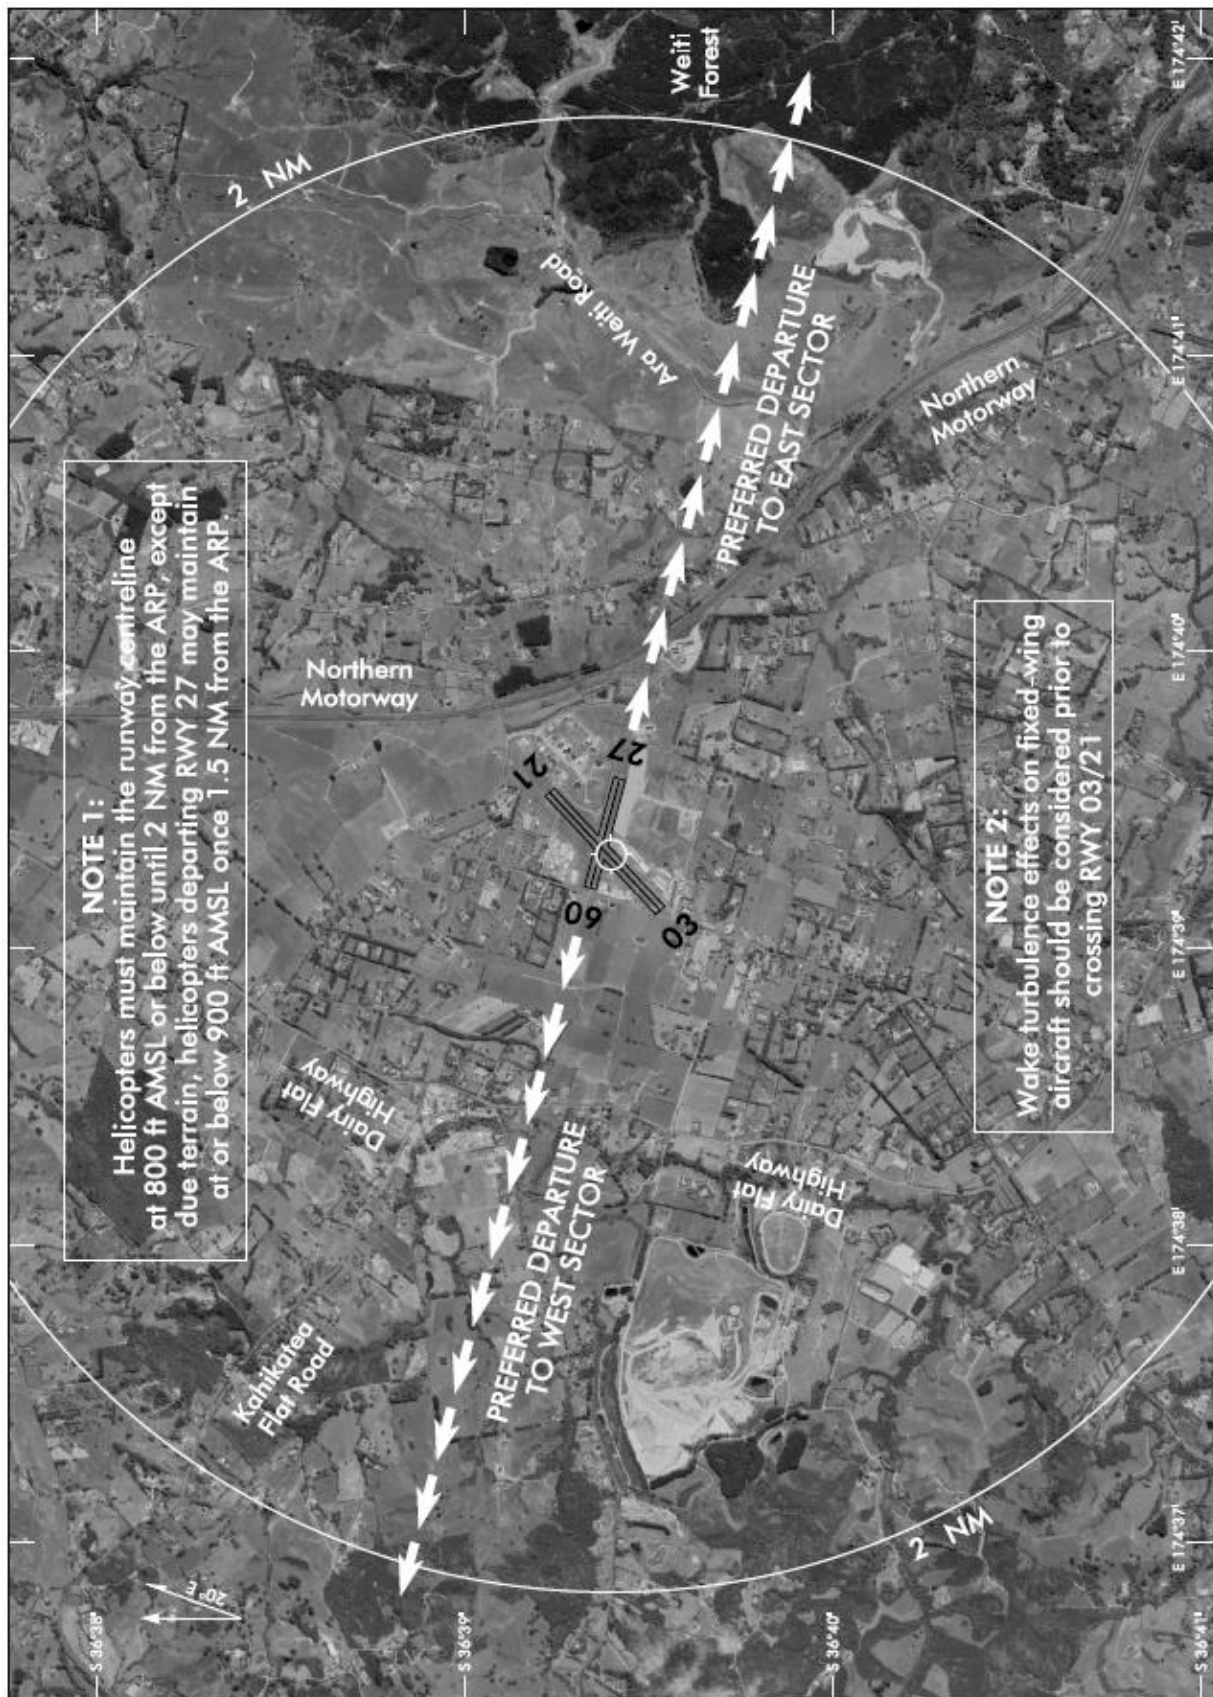 NOTE 1:
Helicopters must maintain the runway centreline
at 800 ft AMSL or below until 2 NM from the ARP, except
due terrain, helicopters departing RWY 27 may maintain
at or below 900 ft AMSL once 1.5 NM from the ARP.
2 NM
Northern
Motorway
Weiti
Forest
Ara Weiti Road
Dairy Flat
Highway
Kahikatea
Flat Road
20° E
21
27
09
03
PREFERRED DEPARTURE
TO EAST SECTOR
PREFERRED DEPARTURE
TO WEST SECTOR
Northern
Motorway
Dairy Flat
Highway
NOTE 2:
Wake turbulence effects on fixed-wing
aircraft should be considered prior to
crossing RWY 03/21
2 NM
S 36°38'
S 36°39'
S 36°40'
S 36°41'
E 174°37'
E 174°38'
E 174°39'
E 174°40'
E 174°41'
E 174°42'